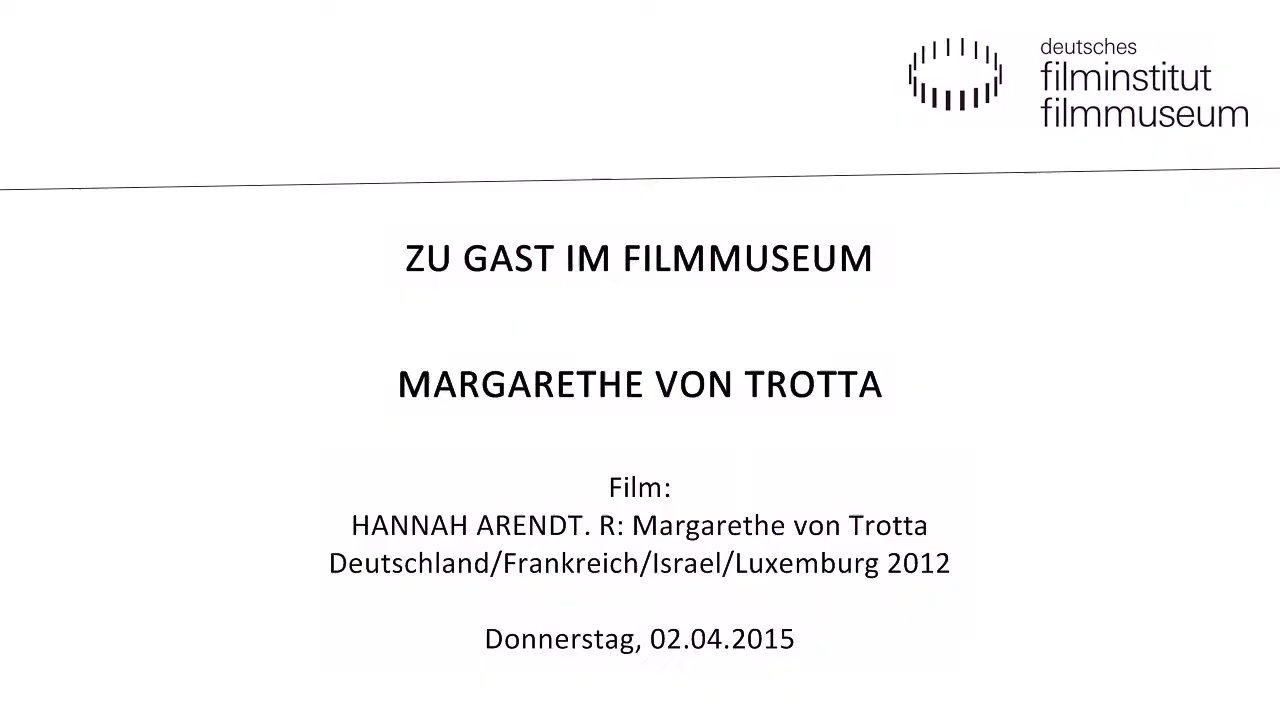 deutsches
filminstitut
filmmuseum
ZU GAST IM FILMMUSEUM
MARGARETHE VON TROTTA
Film:
HANNAH ARENDT. R: Margarethe von Trotta
Deutschland/Frankreich/Israel/Luxemburg 2012
Donnerstag, 02.04.2015